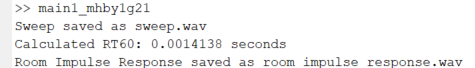 >> main1_mhby1g21
Sweep saved as sweep.wav
Calculated RT60: 0.0014138 seconds
Room Impulse Response saved as room impulse response.wav